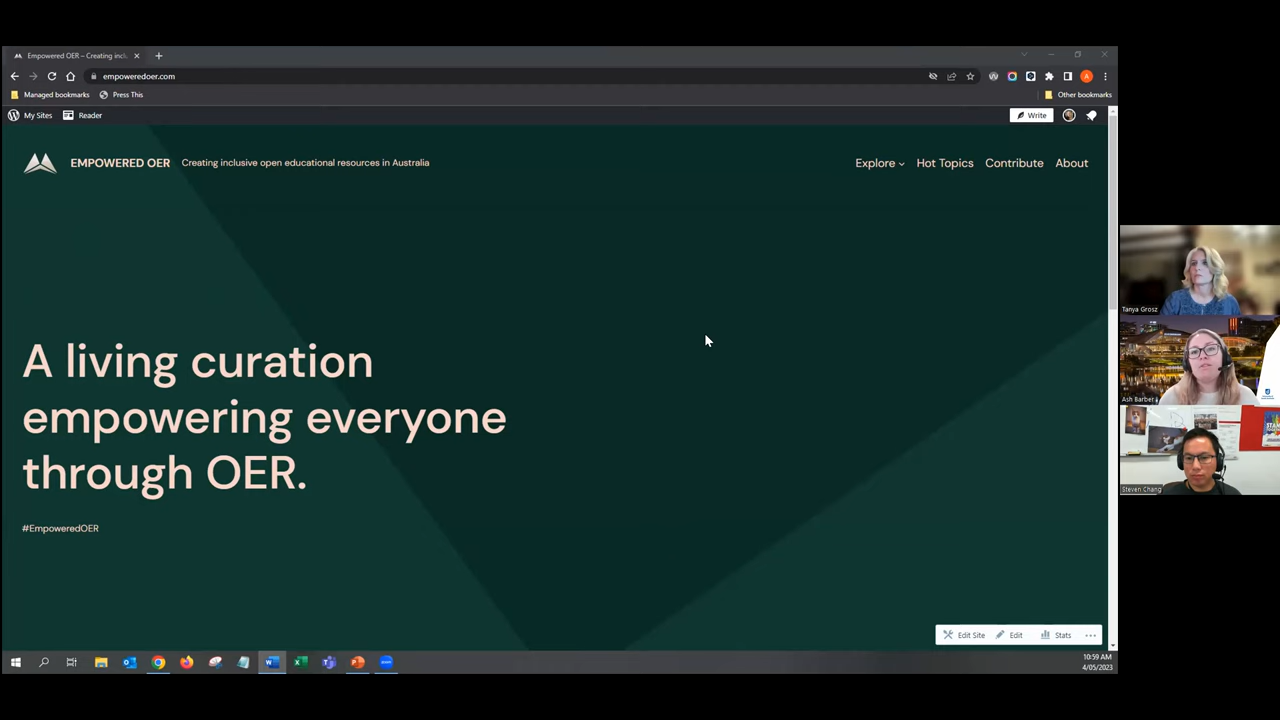 Empowered OER – Creating incl
empoweredoer.com
A
Managed bookmarks
Press This
Other bookmarks
My Sites
Reader
Write
EMPOWERED OER
Creating inclusive open educational resources in Australia
Explore
Hot Topics
Contribute
About
A living curation
empowering everyone
through OER.
#EmpoweredOER
Edit Site
Edit
Stats
10:59 AM
4/05/2023
Tanya Grosz
Ash Barber
Steven Chang